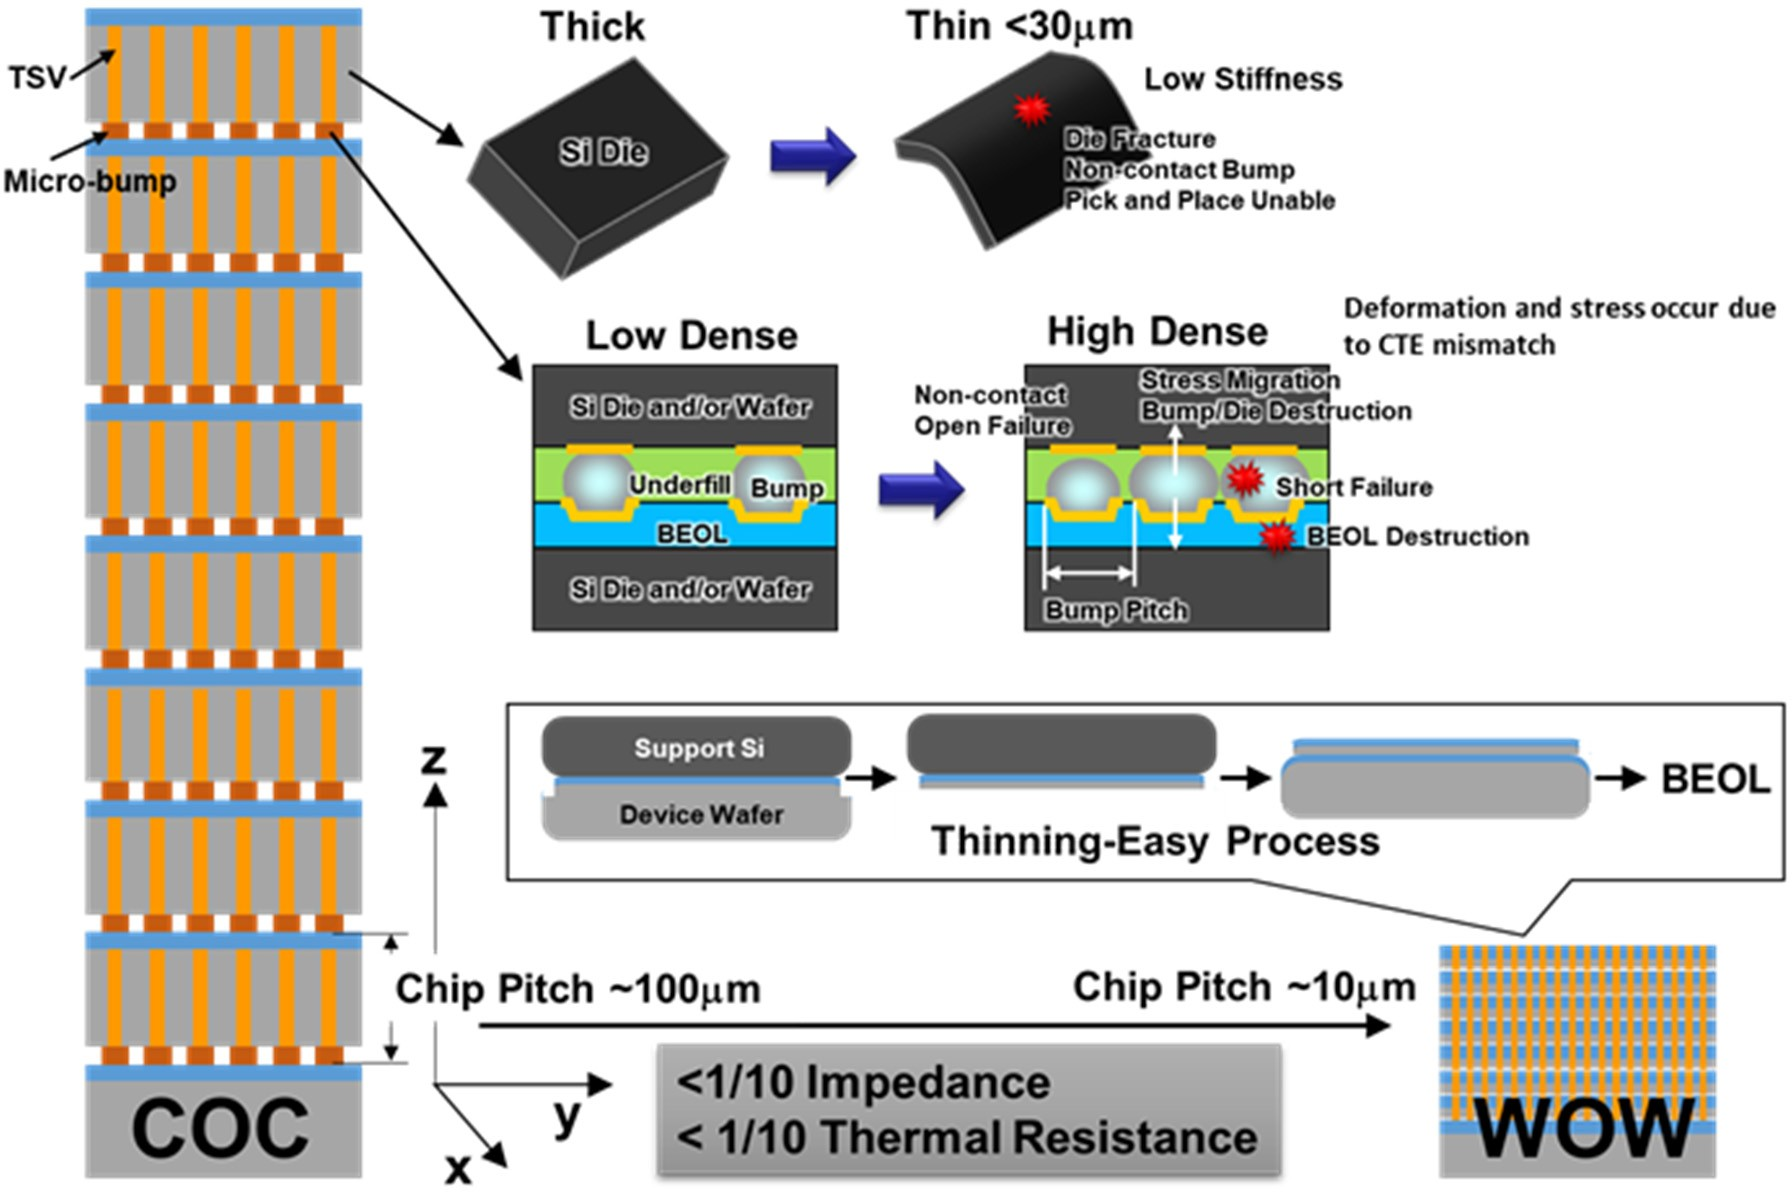 TSV
Micro-bump
Thick
Si Die
Thin <30μm
Low Stiffness
Die Fracture
Non-contact Bump
Pick and Place Unable
Low Dense
Si Die and/or Wafer
Underfill
Bump
BEOL
Si Die and/or Wafer
High Dense
Deformation and stress occur due
to CTE mismatch
Non-contact
Open Failure
Stress Migration
Bump/Die Destruction
Short Failure
BEOL Destruction
Bump Pitch
Support Si
Device Wafer
BEOL
Thinning-Easy Process
z
Chip Pitch ~100μm
Chip Pitch ~10μm
y
x
<1/10 Impedance
< 1/10 Thermal Resistance
COC
WOW